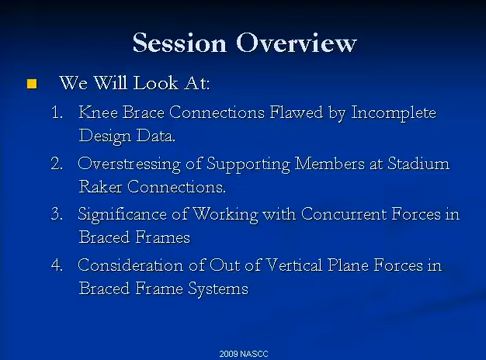 Session Overview
We Will Look At:
1. Knee Brace Connections Flawed by Incomplete
Design Data.
2. Overstressing of Supporting Members at Stadium
Raker Connections.
3. Significance of Working with Concurrent Forces in
Braced Frames
4. Consideration of Out of Vertical Plane Forces in
Braced Frame Systems
2009 NASCC